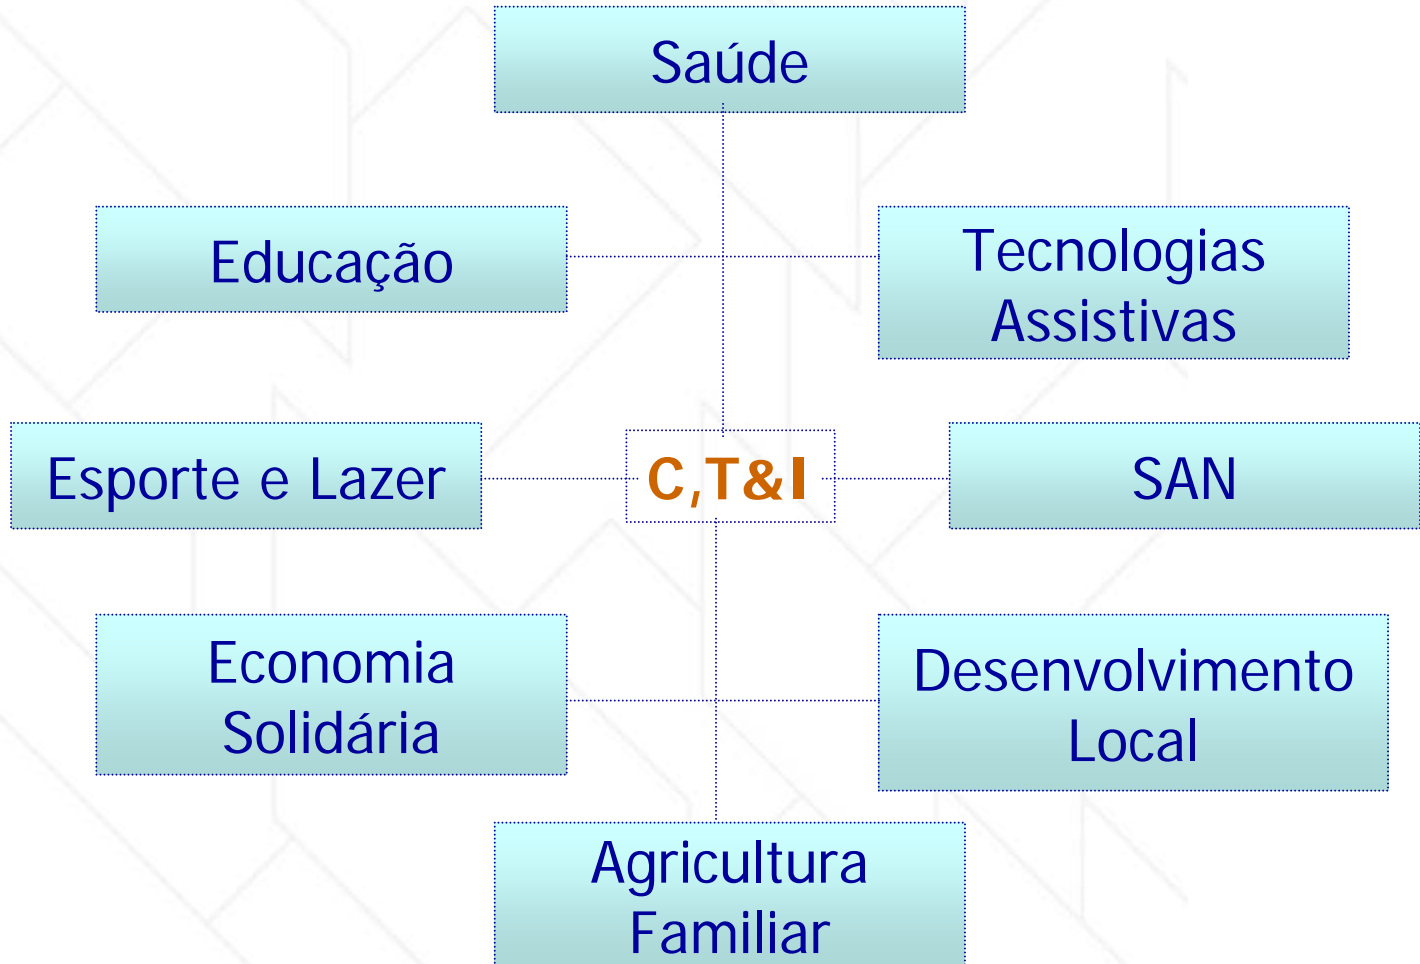 Saúde
Educação
Tecnologias
Assistivas
Esporte e Lazer
C,T&I
SAN
Economia
Solidária
Desenvolvimento
Local
Agricultura
Familiar